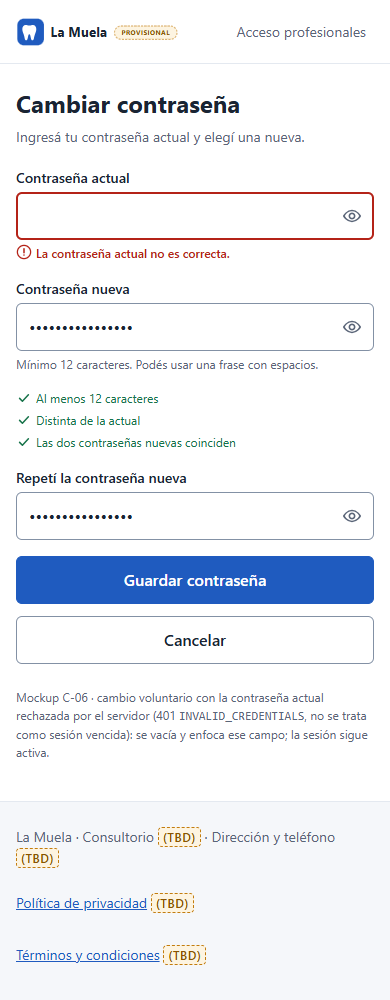 La Muela PROVISIONAL Acceso profesionales
Cambiar contraseña
Ingresá tu contraseña actual y elegí una nueva.
Contraseña actual
La contraseña actual no es correcta.
Contraseña nueva
••••••••••••••••
Mínimo 12 caracteres. Podés usar una frase con espacios.
Al menos 12 caracteres
Distinta de la actual
Las dos contraseñas nuevas coinciden
Repetí la contraseña nueva
••••••••••••••••
Guardar contraseña
Cancelar
Mockup C-06 · cambio voluntario con la contraseña actual
rechazada por el servidor (401 INVALID_CREDENTIALS, no se trata
como sesión vencida): se vacía y enfoca ese campo; la sesión sigue
activa.
La Muela · Consultorio (TBD) · Dirección y teléfono
(TBD)
Política de privacidad (TBD)
Términos y condiciones (TBD)